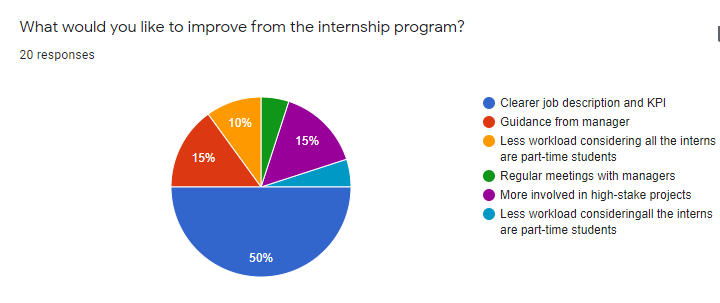 What would you like to improve from the internship program?
20 responses
10%
15%
15%
50%
Clearer job description and KPI
Guidance from manager
Less workload considering all the interns
are part-time students
Regular meetings with managers
More involved in high-stake projects
Less workload consideringall the interns
are part-time students